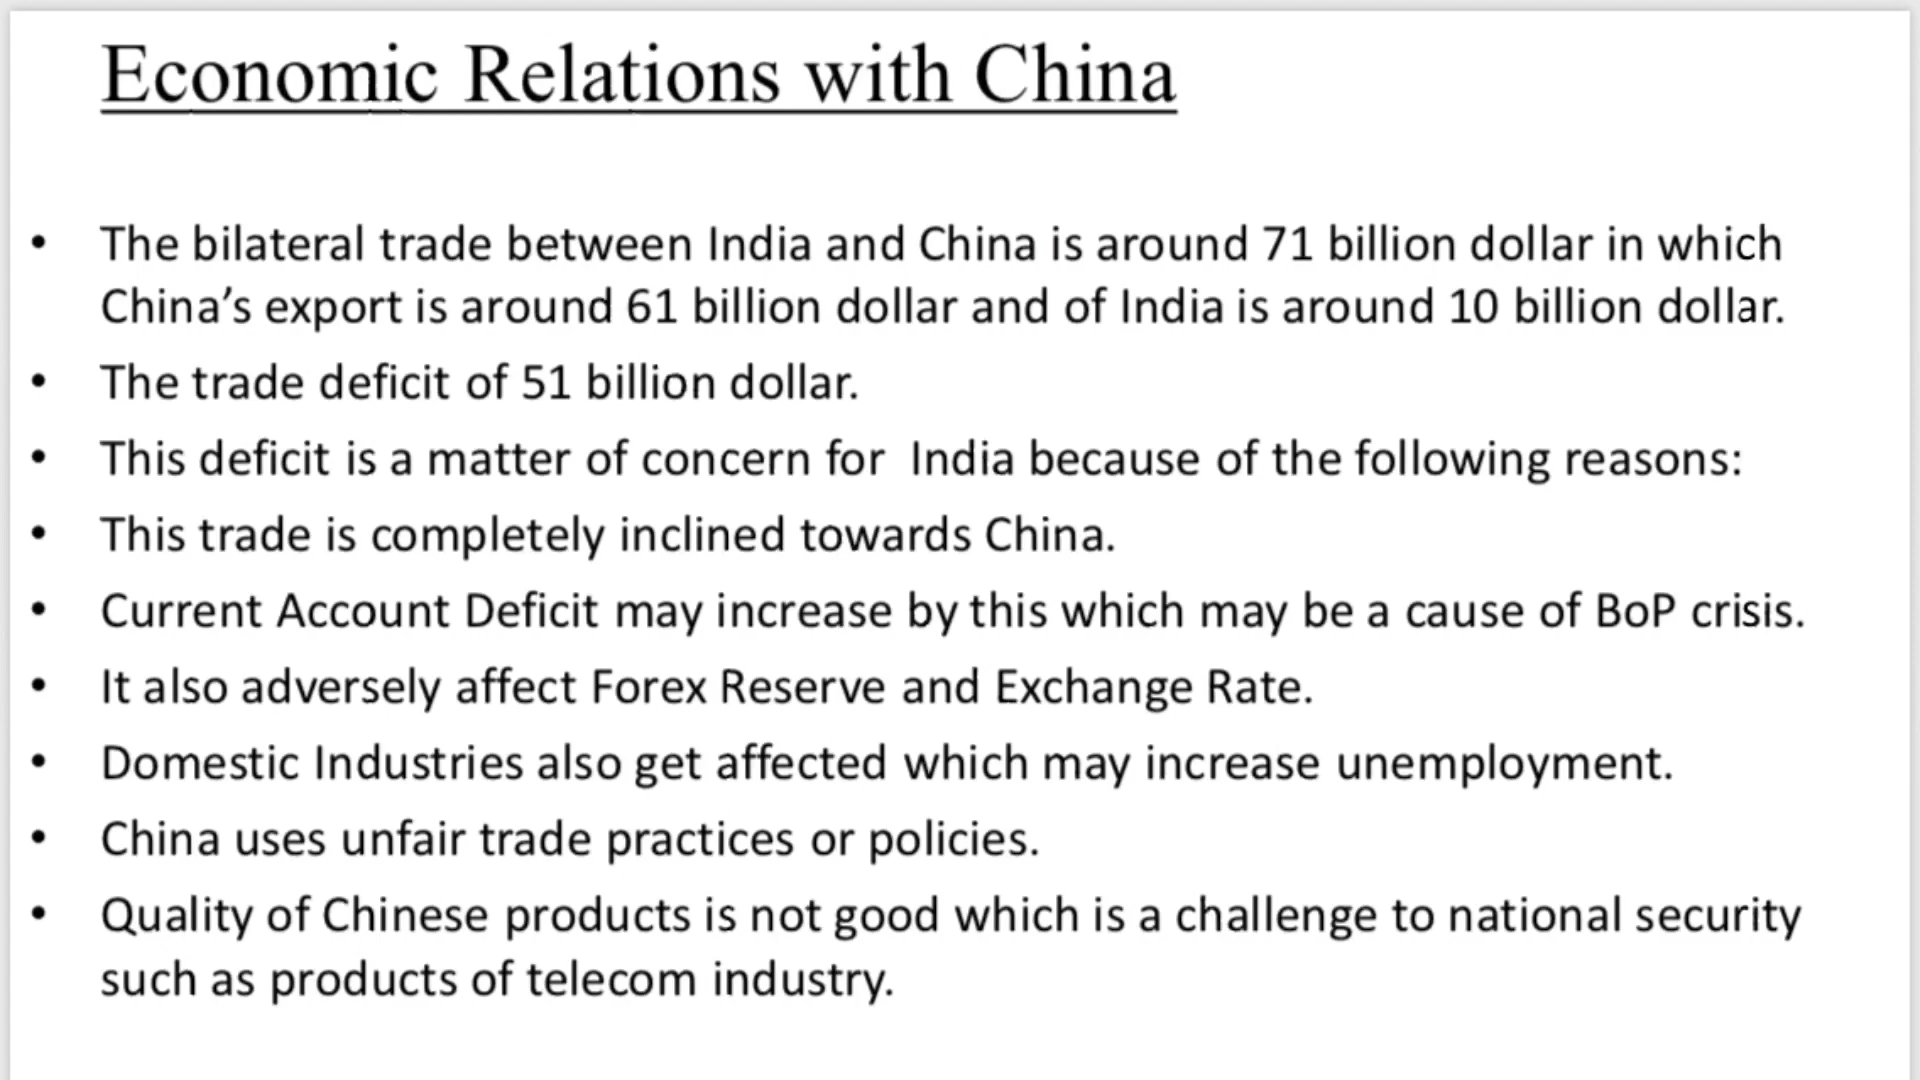 Economic Relations with China
• The bilateral trade between India and China is around 71 billion dollar in which
China’s export is around 61 billion dollar and of India is around 10 billion dollar.
• The trade deficit of 51 billion dollar.
• This deficit is a matter of concern for  India because of the following reasons:
• This trade is completely inclined towards China.
• Current Account Deficit may increase by this which may be a cause of BoP crisis.
• It also adversely affect Forex Reserve and Exchange Rate.
• Domestic Industries also get affected which may increase unemployment.
• China uses unfair trade practices or policies.
• Quality of Chinese products is not good which is a challenge to national security
such as products of telecom industry.